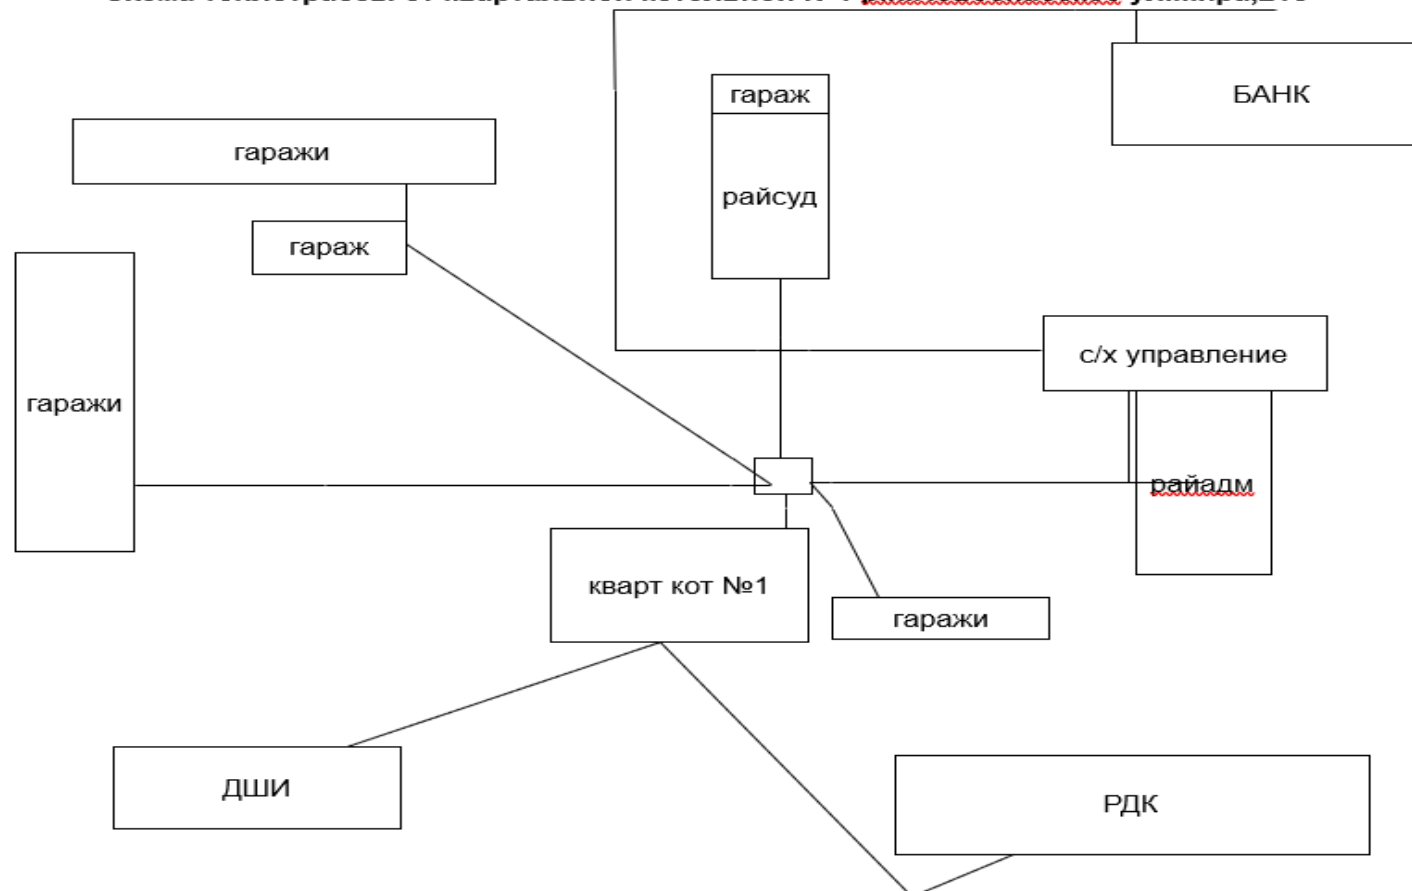 гараж
БАНК
гаражи
райсуд
гараж
с/х управление
гаражи
райадм
кварт кот №1
гаражи
ДШИ
РДК